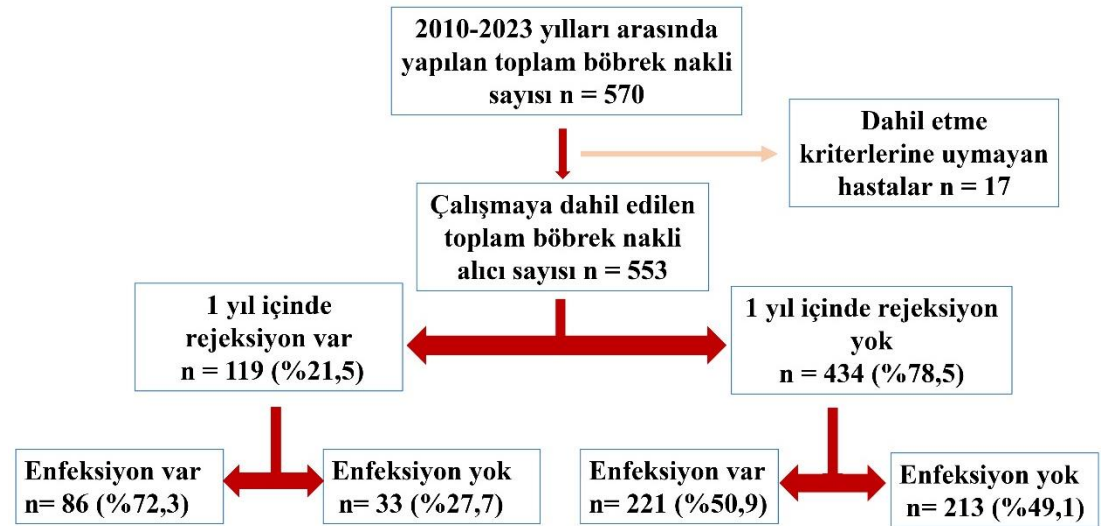 2010-2023 yılları arasında
yapılan toplam böbrek nakli
sayısı n = 570
Dahil etme
kriterlerine uymayan
hastalar n = 17
Çalışmaya dahil edilen
toplam böbrek nakli
alıcı sayısı n = 553
1 yıl içinde
rejeksiyon var
n = 119 (%21,5)
1 yıl içinde rejeksiyon
yok
n = 434 (%78,5)
Enfeksiyon var
n= 86 (%72,3)
Enfeksiyon yok
n= 33 (%27,7)
Enfeksiyon var
n= 221 (%50,9)
Enfeksiyon yok
n= 213 (%49,1)